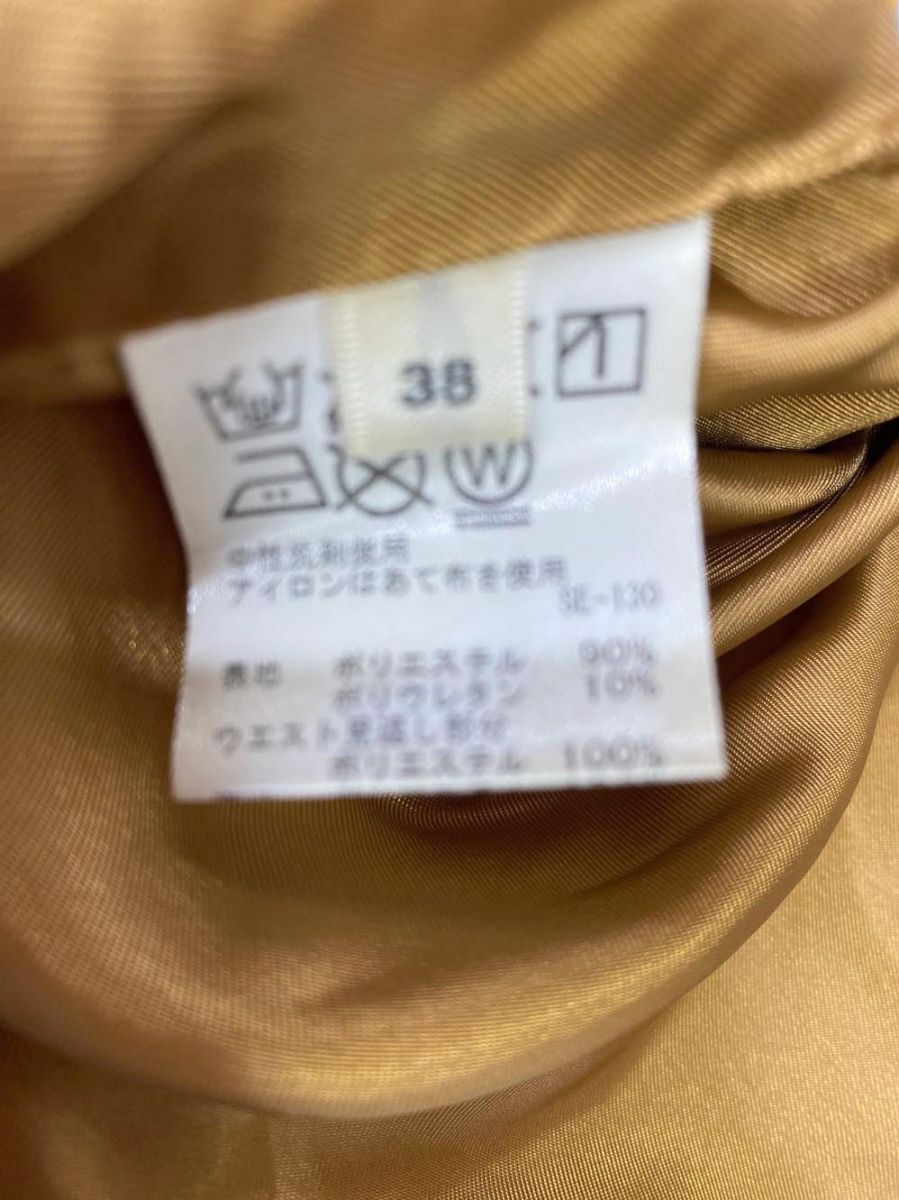 38
W
中性洗剤使用
アイロンはあて布を使用
SE-130
表地 ポリエステル 90%
ポリウレタン 10%
ウエスト見返し部分
ポリエステル 100%